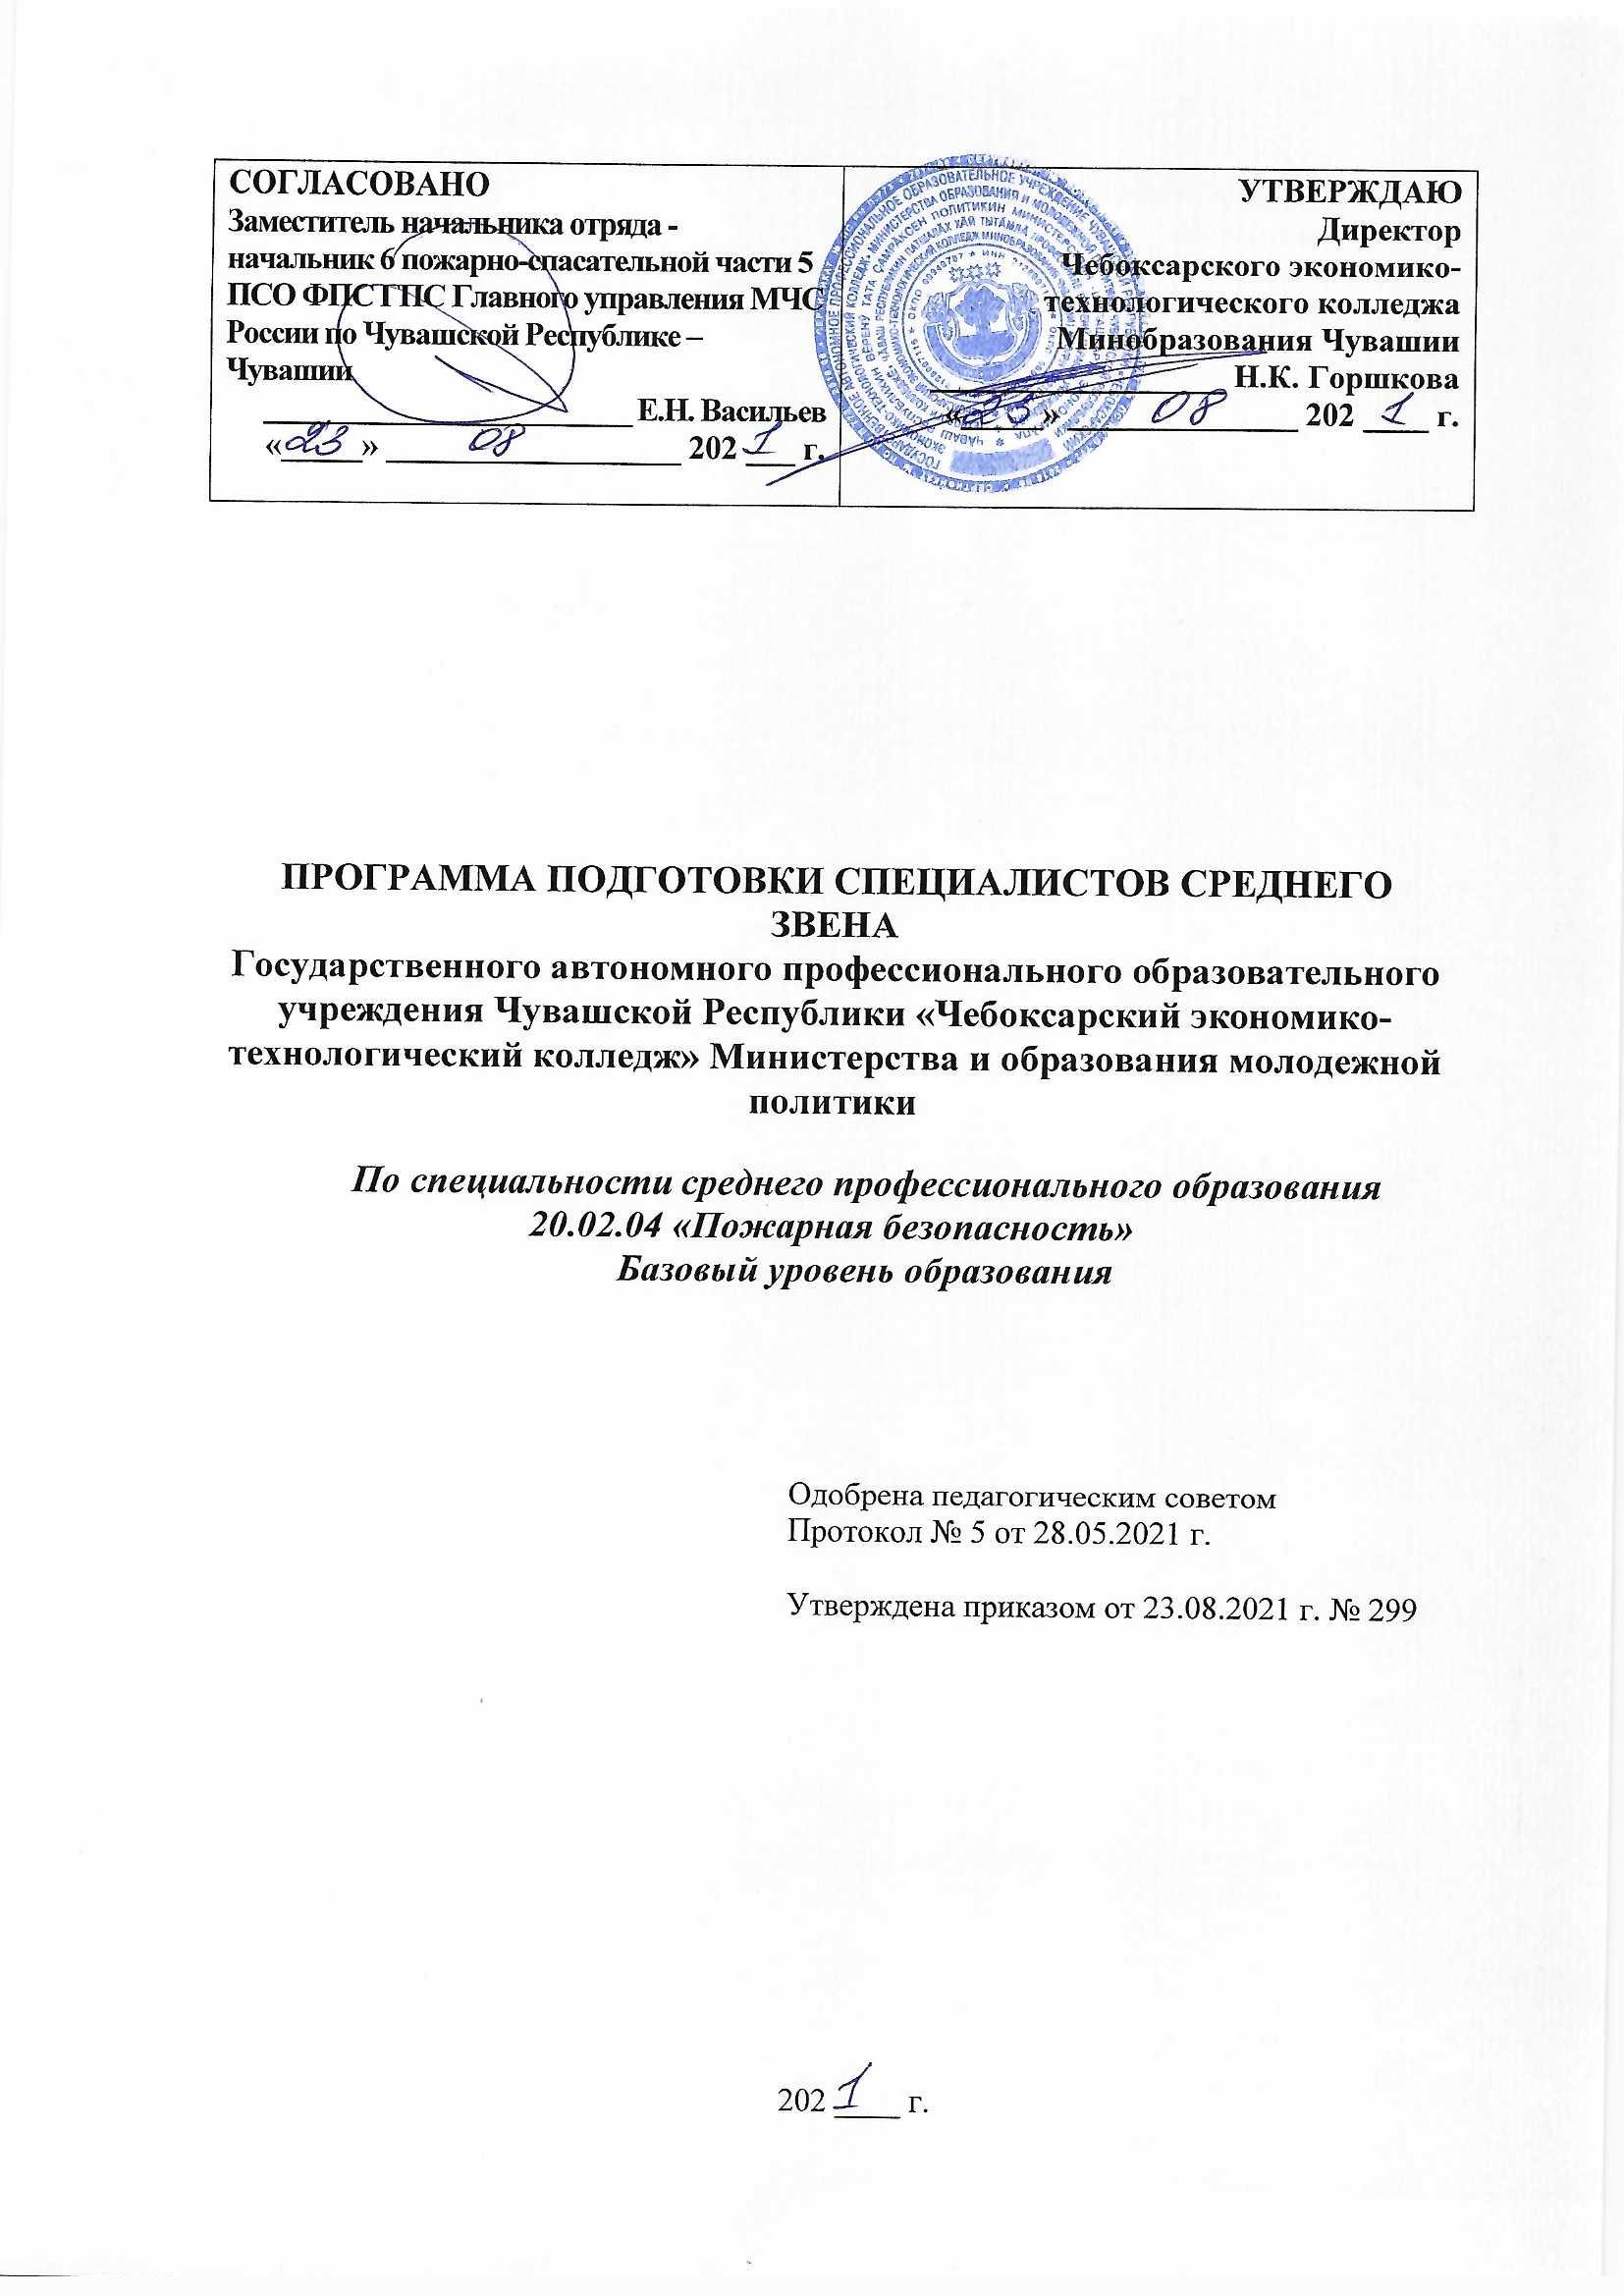 СОГЛАСОВАНО
Заместитель начальника отряда -
начальник 6 пожарно-спасательной части 5
ПСО ФПСТПС Главного управления МЧС
России по Чувашской Республике –
Чувашии
Е.Н. Васильев
«23» 08 2021 г.
УТВЕРЖДАЮ
Директор
Чебоксарского экономико-
технологического колледжа
Минобразования Чувашии
Н.К. Горшкова
«23» 08 2021 г.
ПРОГРАММА ПОДГОТОВКИ СПЕЦИАЛИСТОВ СРЕДНЕГО
ЗВЕНА
Государственного автономного профессионального образовательного
учреждения Чувашской Республики «Чебоксарский экономико-
технологический колледж» Министерства и образования молодежной
политики
По специальности среднего профессионального образования
20.02.04 «Пожарная безопасность»
Базовый уровень образования
Одобрена педагогическим советом
Протокол № 5 от 28.05.2021 г.
Утверждена приказом от 23.08.2021 г. № 299
2021 г.